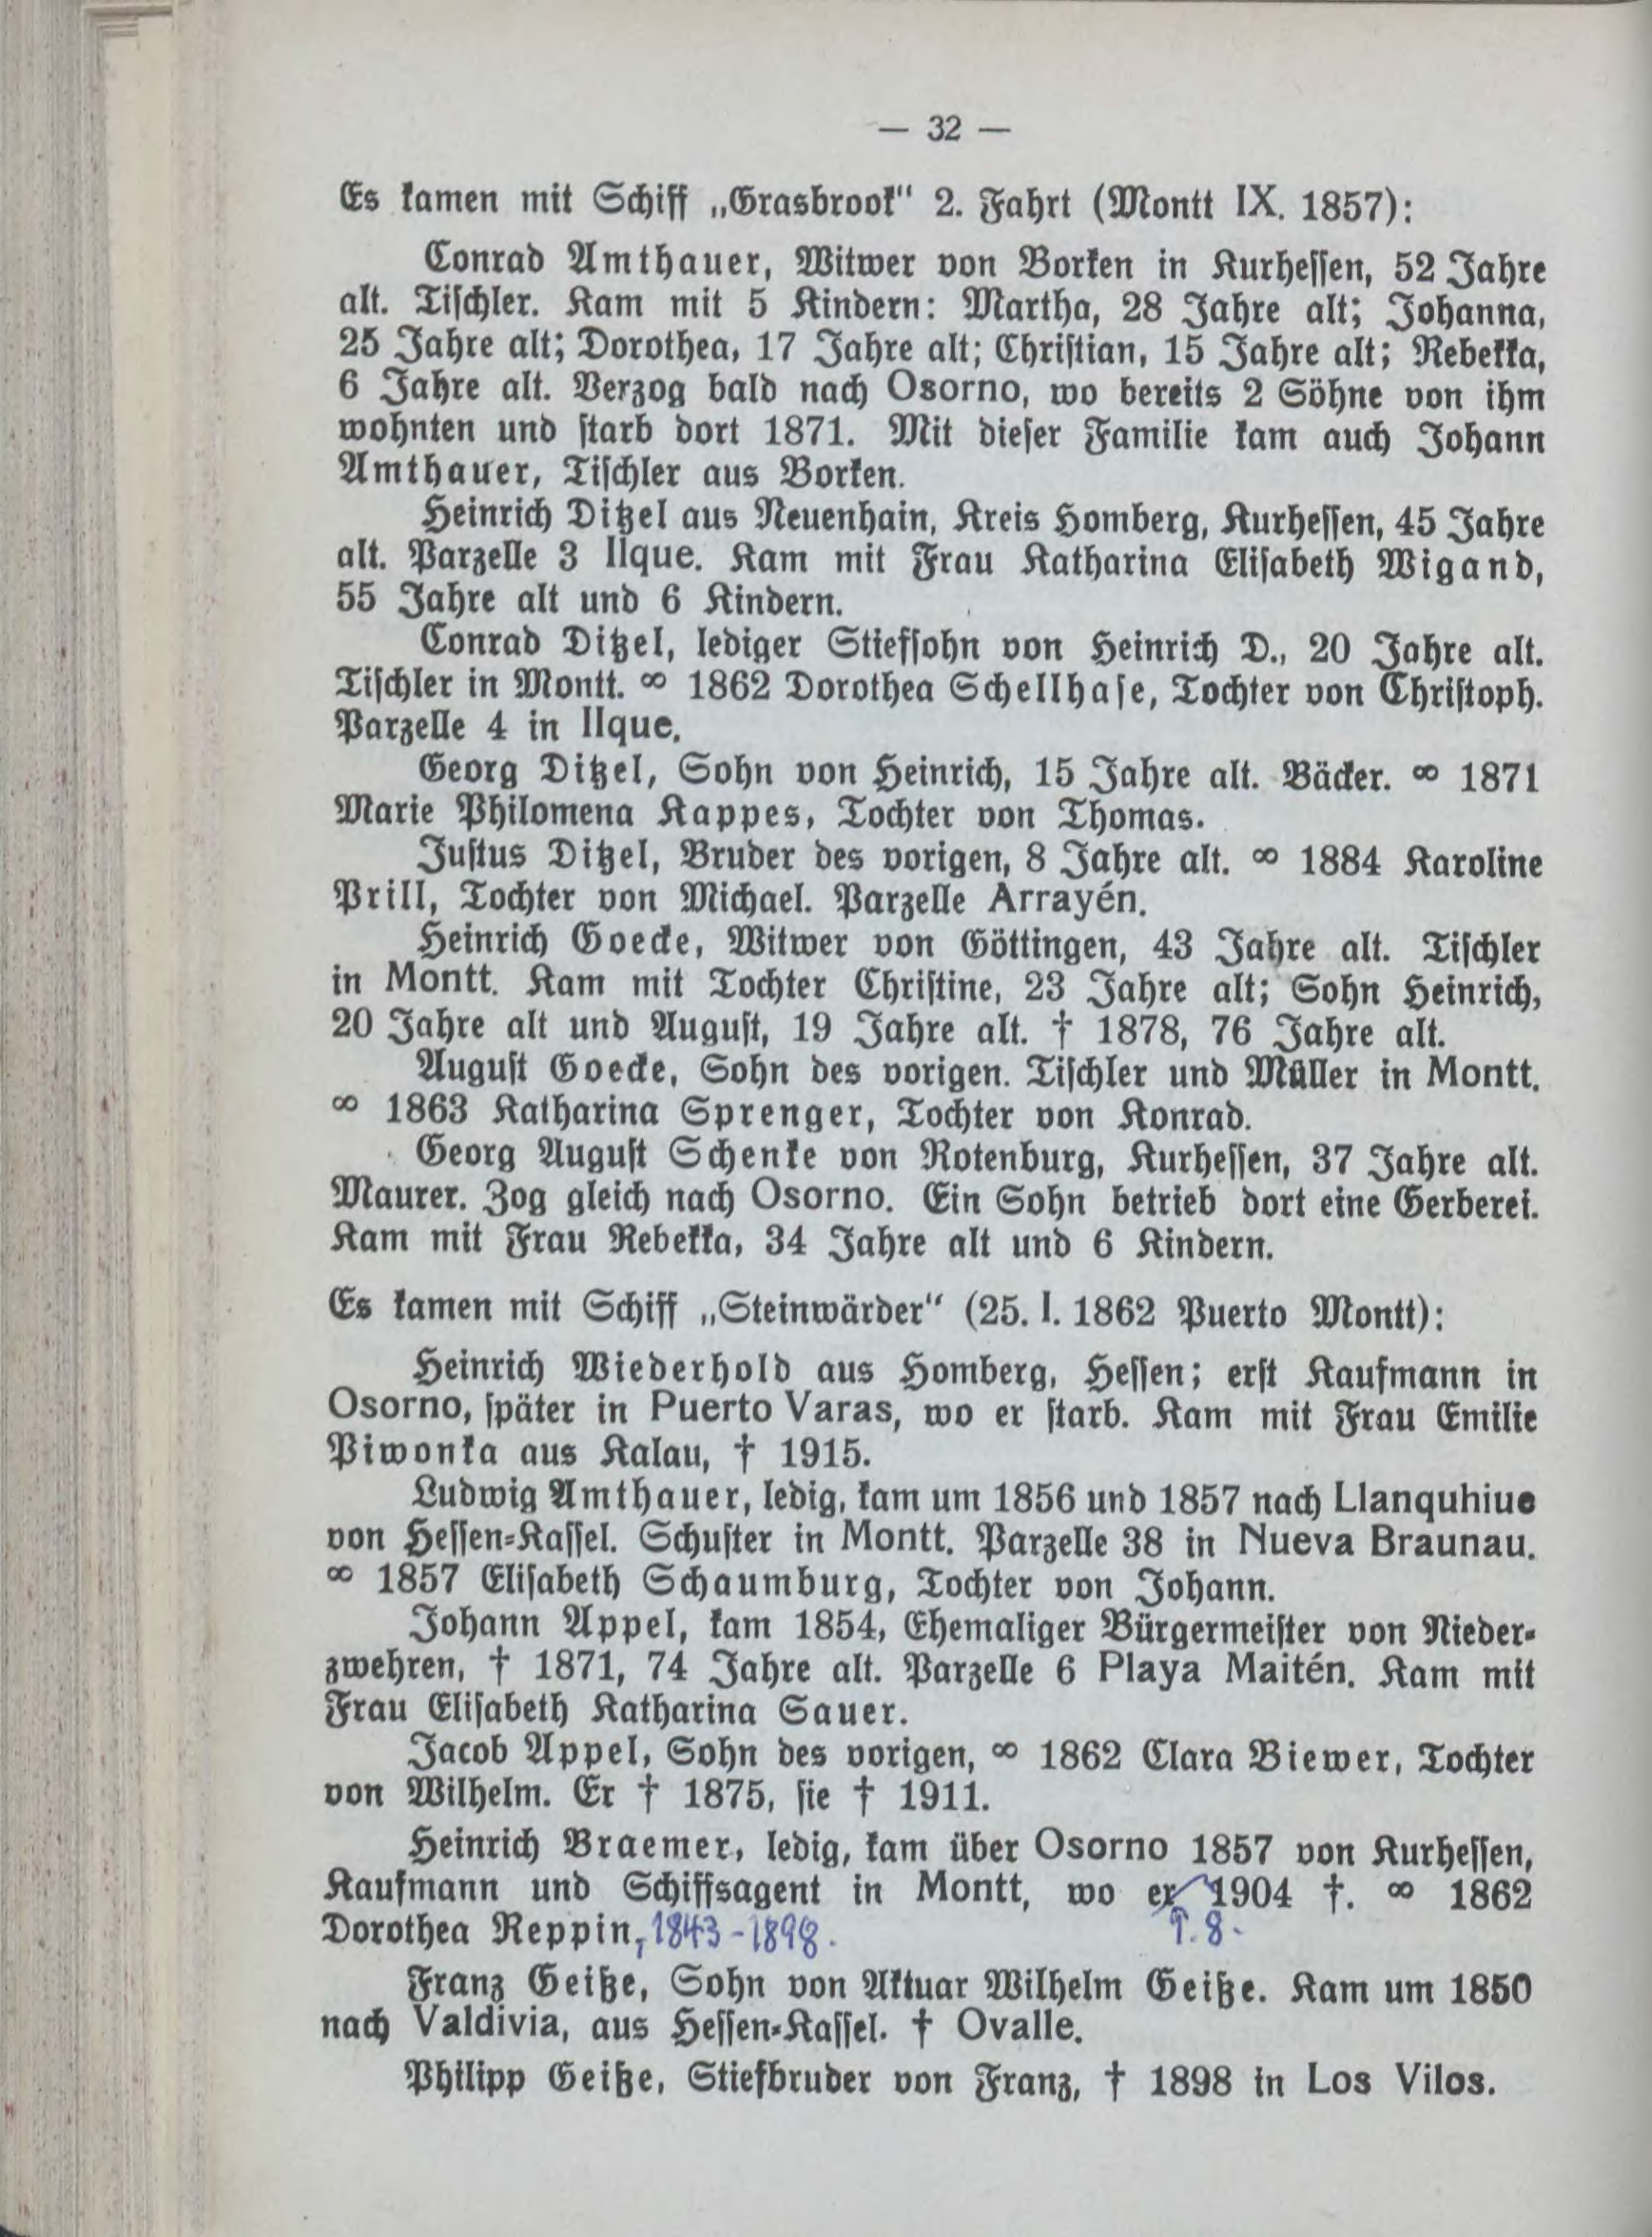 — 32 —
Es kamen mit Schiff „Grasbrook“ 2. Fahrt (Montt IX. 1857):
Conrad Amthauer, Witwer von Borken in Kurhessen, 52 Jahre
alt. Tischler. Kam mit 5 Kindern: Martha, 28 Jahre alt; Johanna,
25 Jahre alt; Dorothea, 17 Jahre alt; Christian, 15 Jahre alt; Rebekka,
6 Jahre alt. Verzog bald nach Osorno, wo bereits 2 Söhne von ihm
wohnten und starb dort 1871. Mit dieser Familie kam auch Johann
Amthauer, Tischler aus Borken.
Heinrich Ditzel aus Neuenhain, Kreis Homberg, Kurhessen, 45 Jahre
alt. Parzelle 3 Ilque. Kam mit Frau Katharina Elisabeth Wigand,
55 Jahre alt und 6 Kindern.
Conrad Ditzel, lediger Stiefsohn von Heinrich D., 20 Jahre alt.
Tischler in Montt. ∞ 1862 Dorothea Schellhase, Tochter von Christoph.
Parzelle 4 in Ilque.
Georg Ditzel, Sohn von Heinrich, 15 Jahre alt. Bäcker. ∞ 1871
Marie Philomena Kappes, Tochter von Thomas.
Justus Ditzel, Bruder des vorigen, 8 Jahre alt. ∞ 1884 Karoline
Prill, Tochter von Michael. Parzelle Arrayén.
Heinrich Goecke, Witwer von Göttingen, 43 Jahre alt. Tischler
in Montt. Kam mit Tochter Christine, 23 Jahre alt; Sohn Heinrich,
20 Jahre alt und August, 19 Jahre alt. † 1878, 76 Jahre alt.
August Goecke, Sohn des vorigen. Tischler und Müller in Montt.
∞ 1863 Katharina Sprenger, Tochter von Konrad.
Georg August Schenke von Rotenburg, Kurhessen, 37 Jahre alt.
Maurer. Zog gleich nach Osorno. Ein Sohn betrieb dort eine Gerberei.
Kam mit Frau Rebekka, 34 Jahre alt und 6 Kindern.
Es kamen mit Schiff „Steinwärder“ (25. I. 1862 Puerto Montt):
Heinrich Wiederhold aus Homberg, Hessen; erst Kaufmann in
Osorno, später in Puerto Varas, wo er starb. Kam mit Frau Emilie
Piwonka aus Kalau, † 1915.
Ludwig Amthauer, ledig, kam um 1856 und 1857 nach Llanquhiue
von Hessen-Kassel. Schuster in Montt. Parzelle 38 in Nueva Braunau.
∞ 1857 Elisabeth Schaumburg, Tochter von Johann.
Johann Appel, kam 1854, Ehemaliger Bürgermeister von Nieder-
zwehren, † 1871, 74 Jahre alt. Parzelle 6 Playa Maitén. Kam mit
Frau Elisabeth Katharina Sauer.
Jacob Appel, Sohn des vorigen, ∞ 1862 Clara Biewer, Tochter
von Wilhelm. Er † 1875, sie † 1911.
Heinrich Braemer, ledig, kam über Osorno 1857 von Kurhessen,
Kaufmann und Schiffsagent in Montt, wo er 1904 †. ∞ 1862
Dorothea Reppin, 1843-1898.
Franz Geiße, Sohn von Aktuar Wilhelm Geiße. Kam um 1850
nach Valdivia, aus Hessen-Kassel. † Ovalle.
Philipp Geiße, Stiefbruder von Franz, † 1898 in Los Vilos.